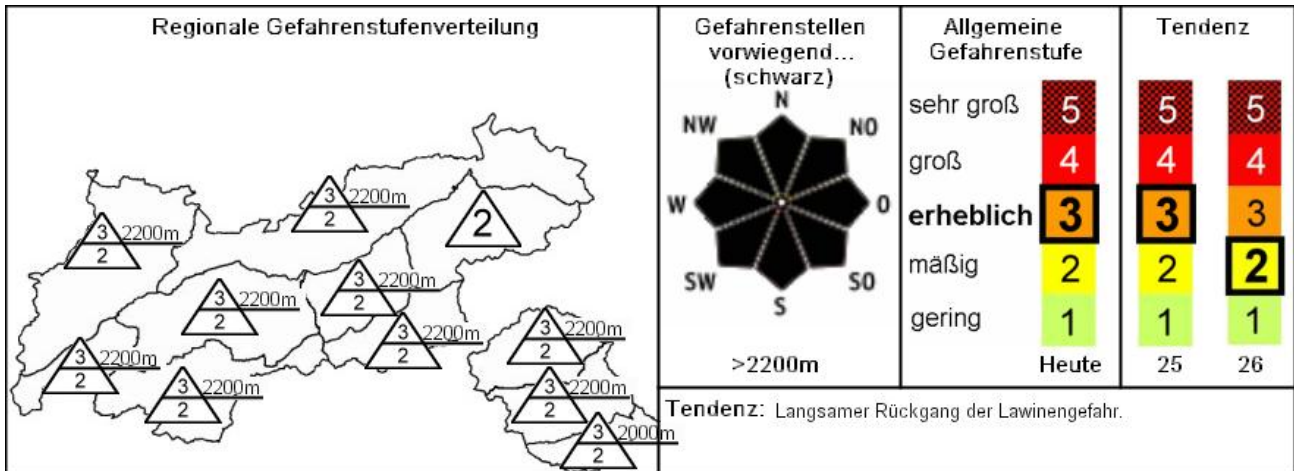 Regionale Gefahrenstufenverteilung
3 2200m
2
3 2200m
2
2
3 2200m
2
3 2200m
2
3 2200m
2
3 2200m
2
3 2200m
2
3 2200m
2
3 2200m
2
3 2000m
2
Gefahrenstellen
vorwiegend...
(schwarz)
N
NW NO
W O
SW SO
S
>2200m
Allgemeine
Gefahrenstufe
sehr groß 5
groß 4
erheblich 3
mäßig 2
gering 1
Heute
Tendenz
5 5
4 4
3 3
2 2
1 1
25 26
Tendenz: Langsamer Rückgang der Lawinengefahr.